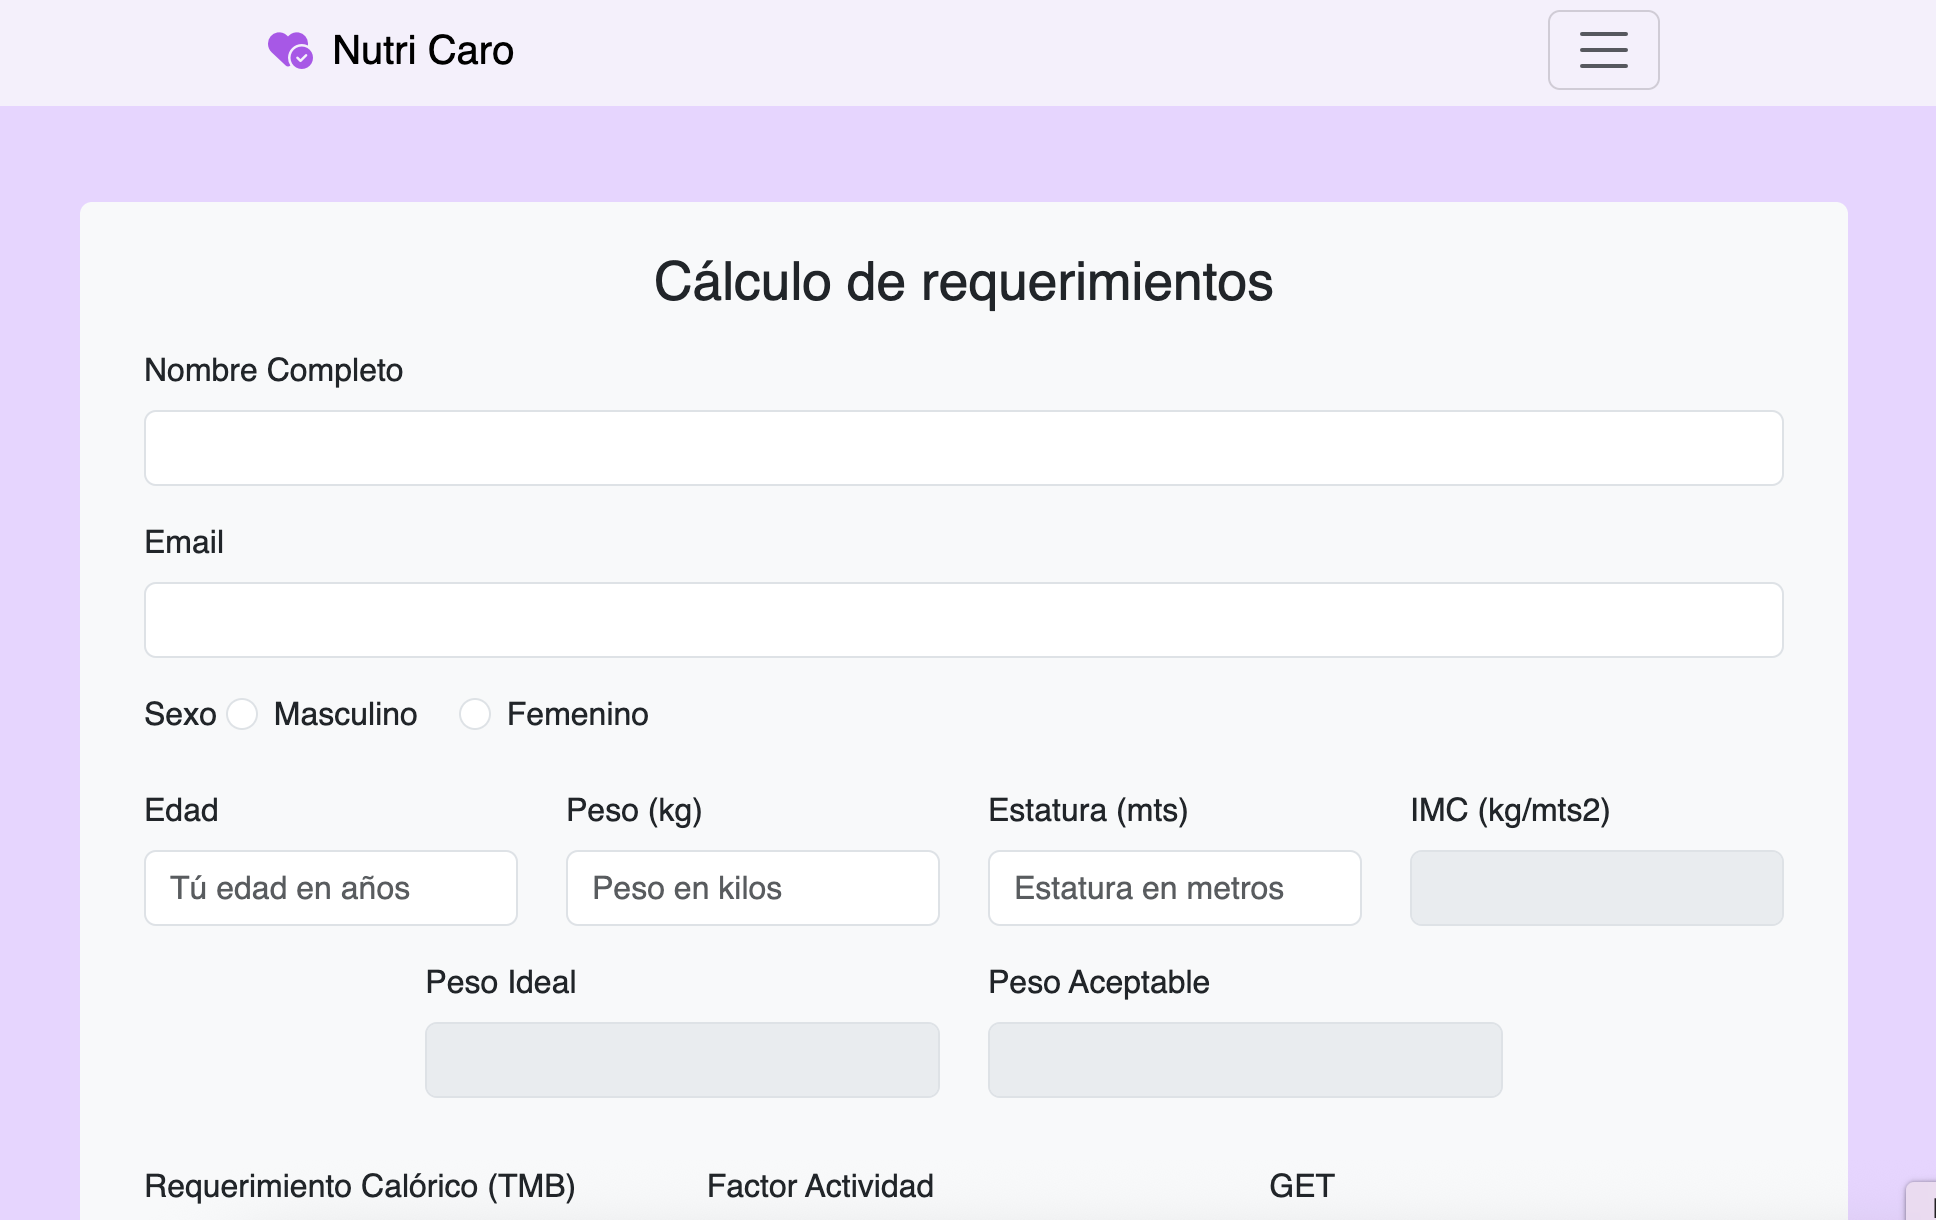 Nutri Caro
Cálculo de requerimientos
Nombre Completo
Email
Sexo Masculino Femenino
Edad Peso (kg) Estatura (mts) IMC (kg/mts2)
Tú edad en años Peso en kilos Estatura en metros
Peso Ideal Peso Aceptable
Requerimiento Calórico (TMB) Factor Actividad GET